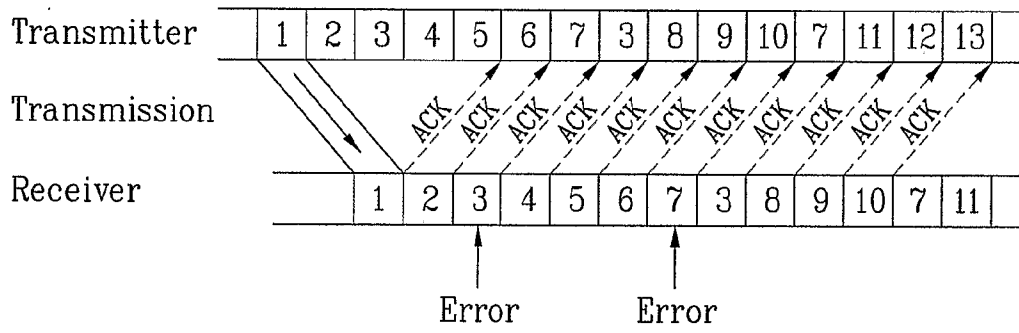 Transmitter 1 2 3 4 5 6 7 3 8 9 10 7 11 12 13
Transmission ACK ACK ACK ACK ACK ACK ACK ACK ACK ACK ACK
Receiver 1 2 3 4 5 6 7 3 8 9 10 7 11
Error Error